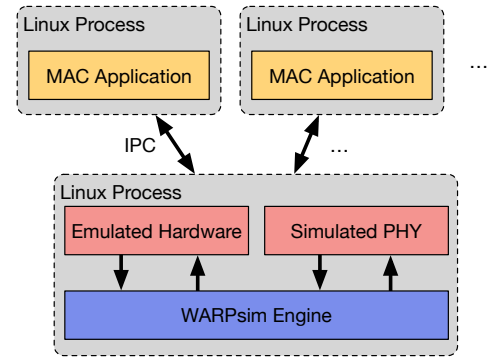 Linux Process
MAC Application
Linux Process
MAC Application
...
IPC
...
Linux Process
Emulated Hardware
Simulated PHY
WARPsim Engine